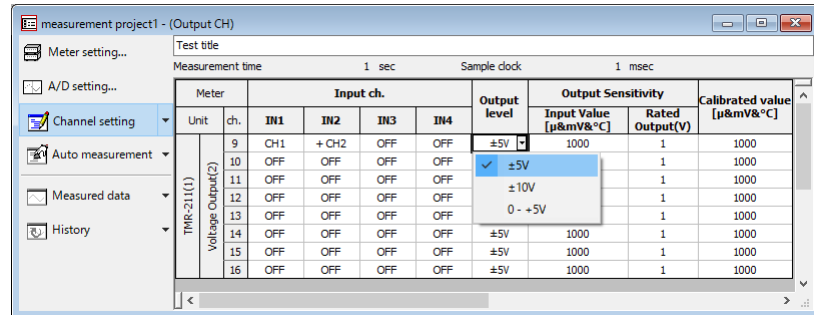 measurement project1 - (Output CH)
Meter setting...
A/D setting...
Channel setting
Auto measurement
Measured data
History
Test title
Measurement time 1 sec Sample clock 1 msec
Meter Input ch. Output level Output Sensitivity Calibrated value [μ&mV&°C]
Unit ch. IN1 IN2 IN3 IN4 Input Value [μ&mV&°C] Rated Output(V)
TMR-211(1)
Voltage Output(2)
9 CH1 + CH2 OFF OFF ±5V 1000 1 1000
10 OFF OFF OFF OFF 1 1000
11 OFF OFF OFF OFF 1 1000
12 OFF OFF OFF OFF 1 1000
13 OFF OFF OFF OFF 1 1000
14 OFF OFF OFF OFF ±5V 1000 1 1000
15 OFF OFF OFF OFF ±5V 1000 1 1000
16 OFF OFF OFF OFF ±5V 1000 1 1000
±5V
±10V
0 - +5V